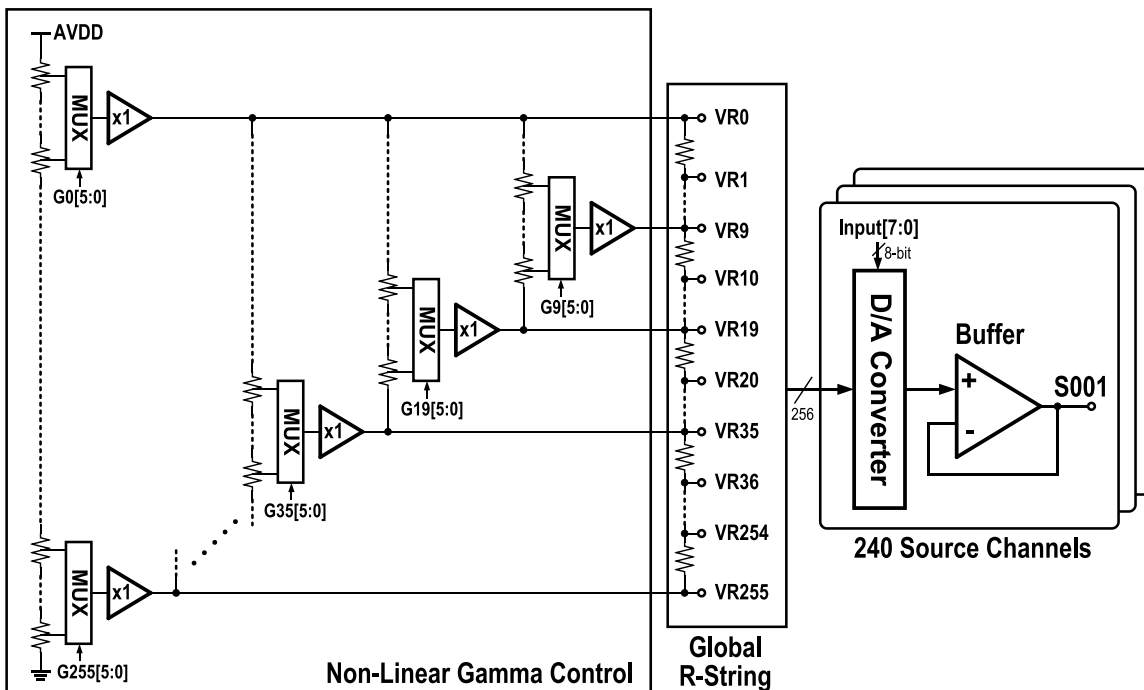 AVDD
MUX
x1
G0[5:0]
VR0
VR1
MUX
x1
G9[5:0]
VR9
VR10
MUX
x1
G19[5:0]
VR19
VR20
MUX
x1
G35[5:0]
VR35
VR36
VR254
MUX
x1
G255[5:0]
VR255
Non-Linear Gamma Control
Global
R-String
256
Input[7:0]
8-bit
D/A Converter
Buffer
+
-
S001
240 Source Channels